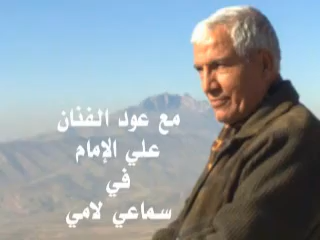 مع عود الفنان
علي الإمام
في
سماعي لامي